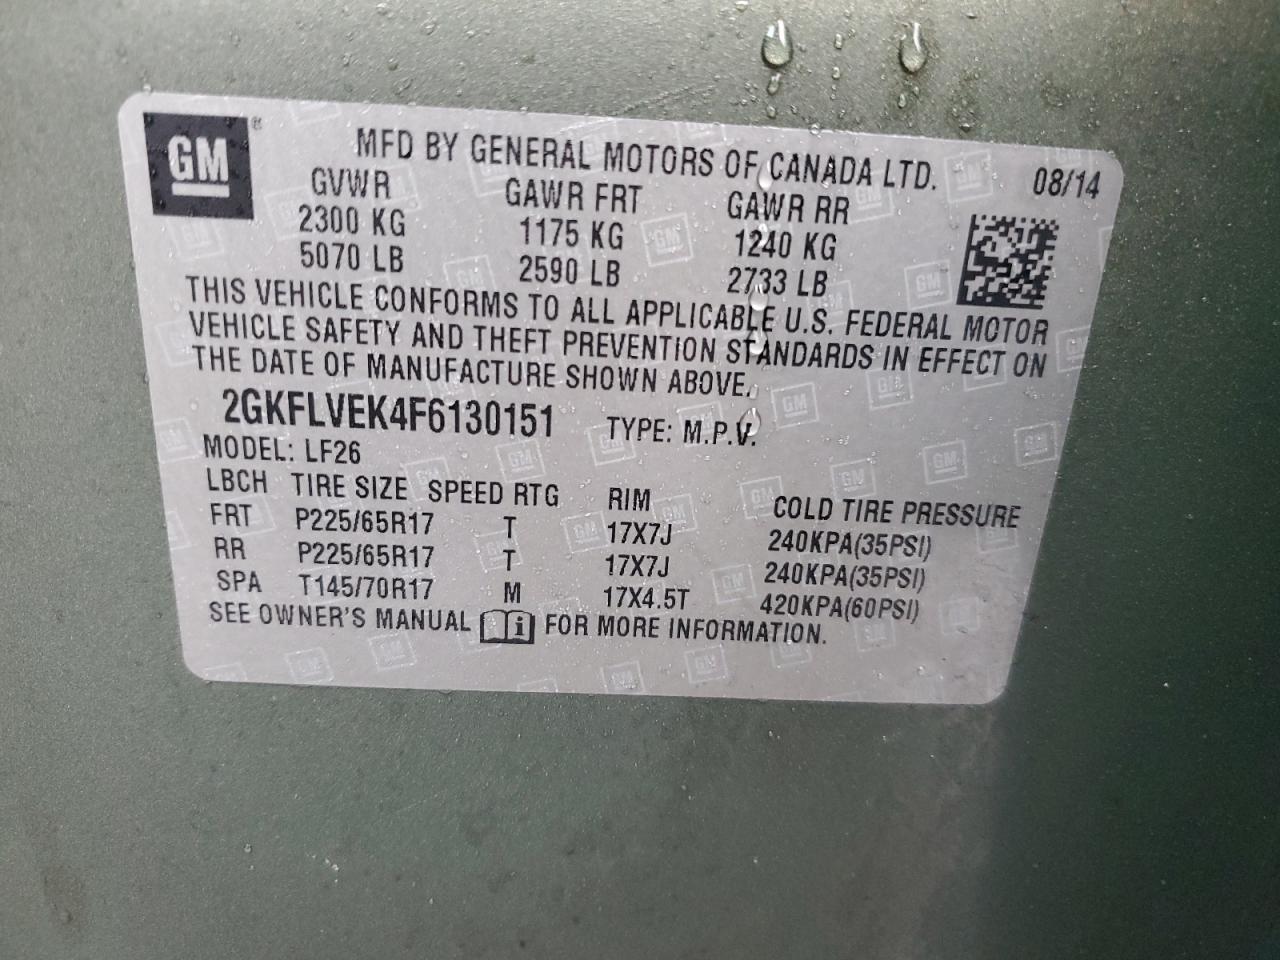 GM®
MFD BY GENERAL MOTORS OF CANADA LTD.
08/14
GVWR GAWR FRT GAWR RR
2300 KG 1175 KG 1240 KG
5070 LB 2590 LB 2733 LB
THIS VEHICLE CONFORMS TO ALL APPLICABLE U.S. FEDERAL MOTOR
VEHICLE SAFETY AND THEFT PREVENTION STANDARDS IN EFFECT ON
THE DATE OF MANUFACTURE SHOWN ABOVE.
2GKFLVEK4F6130151 TYPE: M.P.V.
MODEL: LF26
LBCH TIRE SIZE SPEED RTG RIM COLD TIRE PRESSURE
FRT P225/65R17 T 17X7J 240KPA(35PSI)
RR P225/65R17 T 17X7J 240KPA(35PSI)
SPA T145/70R17 M 17X4.5T 420KPA(60PSI)
SEE OWNER'S MANUAL i FOR MORE INFORMATION.